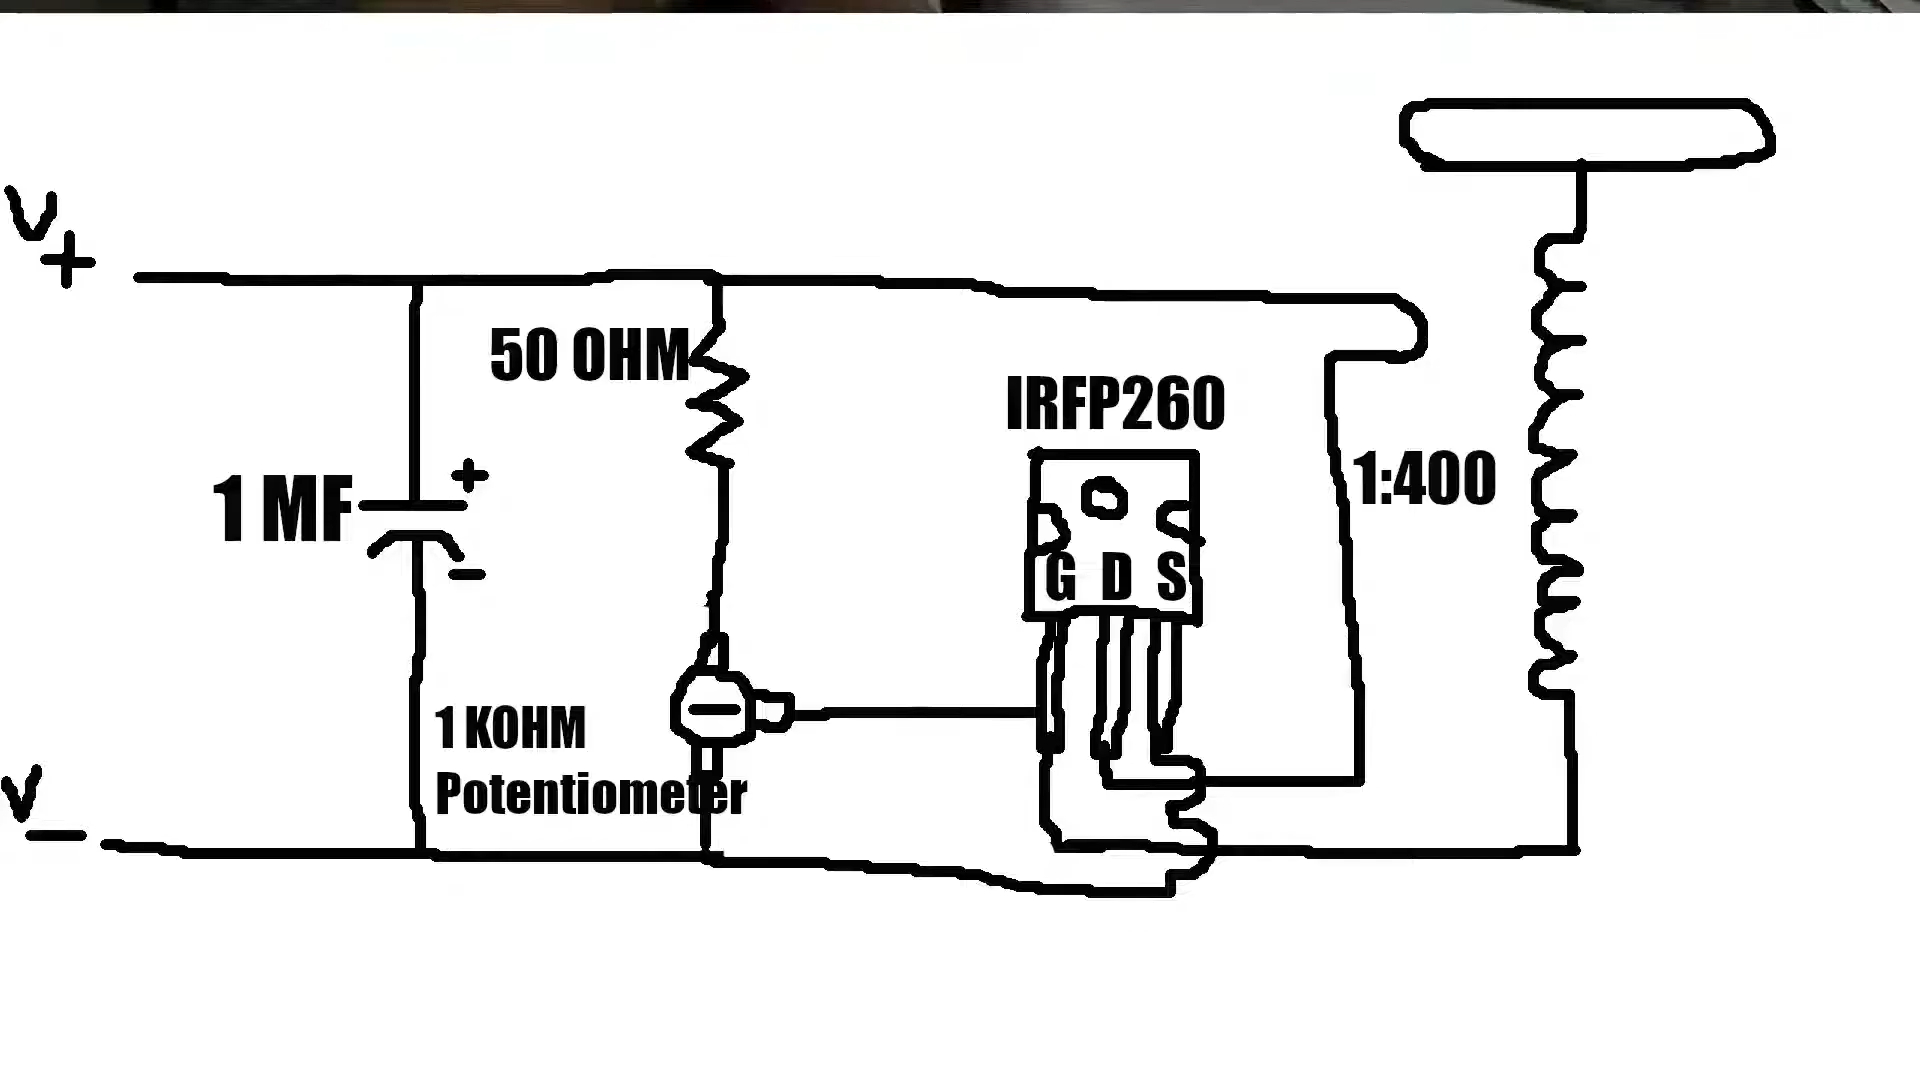 V
+
50 OHM
IRFP260
1:400
+
1 MF
-
G D S
1 KOHM
Potentiometer
V
-